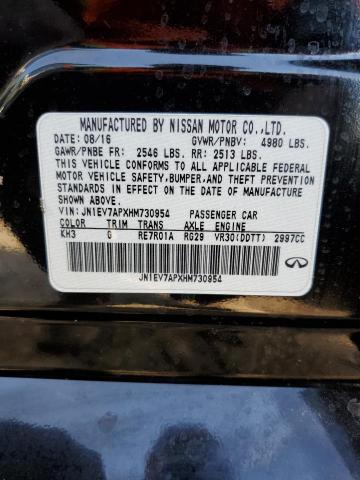 MANUFACTURED BY NISSAN MOTOR CO.,LTD.
DATE: 08/16 GVWR/PNBV: 4980 LBS.
GAWR/PNBE FR: 2546 LBS. RR: 2513 LBS.
THIS VEHICLE CONFORMS TO ALL APPLICABLE FEDERAL
MOTOR VEHICLE SAFETY,BUMPER,AND THEFT PREVENTION
STANDARDS IN EFFECT ON THE DATE OF MANUFACTURE
SHOWN ABOVE.
VIN: JN1EV7APXHM730954 PASSENGER CAR
COLOR TRIM TRANS AXLE ENGINE
KH3 G RE7R01A RG29 VR30(DDTT) 2997CC
JN1EV7APXHM730954